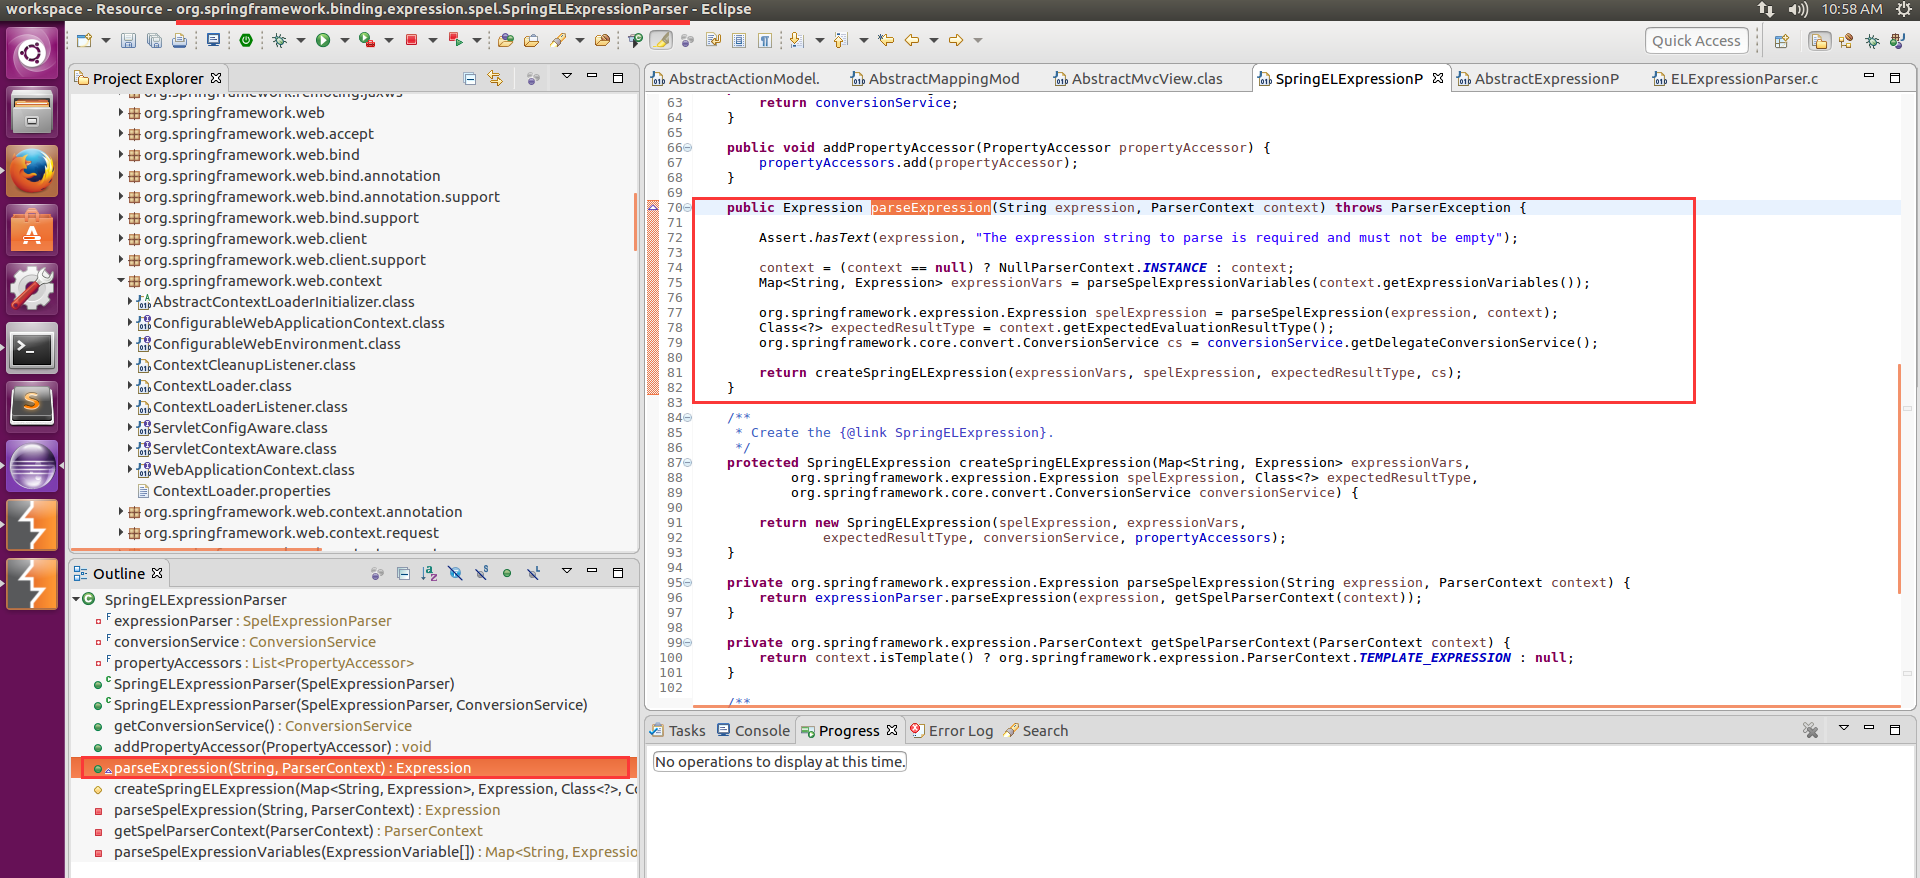 workspace - Resource - org.springframework.binding.expression.spel.SpringELExpressionParser - Eclipse
10:58 AM
Quick Access
Project Explorer
org.springframework.remoting.jaxws
org.springframework.web
org.springframework.web.accept
org.springframework.web.bind
org.springframework.web.bind.annotation
org.springframework.web.bind.annotation.support
org.springframework.web.bind.support
org.springframework.web.client
org.springframework.web.client.support
org.springframework.web.context
AbstractContextLoaderInitializer.class
ConfigurableWebApplicationContext.class
ConfigurableWebEnvironment.class
ContextCleanupListener.class
ContextLoader.class
ContextLoaderListener.class
ServletConfigAware.class
ServletContextAware.class
WebApplicationContext.class
ContextLoader.properties
org.springframework.web.context.annotation
org.springframework.web.context.request
Outline
SpringELExpressionParser
expressionParser : SpelExpressionParser
conversionService : ConversionService
propertyAccessors : List<PropertyAccessor>
SpringELExpressionParser(SpelExpressionParser)
SpringELExpressionParser(SpelExpressionParser, ConversionService)
getConversionService() : ConversionService
addPropertyAccessor(PropertyAccessor) : void
parseExpression(String, ParserContext) : Expression
createSpringELExpression(Map<String, Expression>, Expression, Class<?>, Co
parseSpelExpression(String, ParserContext) : Expression
getSpelParserContext(ParserContext) : ParserContext
parseSpelExpressionVariables(ExpressionVariable[]) : Map<String, Expressio
AbstractActionModel. AbstractMappingMod AbstractMvcView.clas SpringELExpressionP AbstractExpressionP ELExpressionParser.c
63 return conversionService;
64 }
65
66 public void addPropertyAccessor(PropertyAccessor propertyAccessor) {
67 propertyAccessors.add(propertyAccessor);
68 }
69
70 public Expression parseExpression(String expression, ParserContext context) throws ParserException {
71
72 Assert.hasText(expression, "The expression string to parse is required and must not be empty");
73
74 context = (context == null) ? NullParserContext.INSTANCE : context;
75 Map<String, Expression> expressionVars = parseSpelExpressionVariables(context.getExpressionVariables());
76
77 org.springframework.expression.Expression spelExpression = parseSpelExpression(expression, context);
78 Class<?> expectedResultType = context.getExpectedEvaluationResultType();
79 org.springframework.core.convert.ConversionService cs = conversionService.getDelegateConversionService();
80
81 return createSpringELExpression(expressionVars, spelExpression, expectedResultType, cs);
82 }
83
84 /**
85 * Create the {@link SpringELExpression}.
86 */
87 protected SpringELExpression createSpringELExpression(Map<String, Expression> expressionVars,
88 org.springframework.expression.Expression spelExpression, Class<?> expectedResultType,
89 org.springframework.core.convert.ConversionService conversionService) {
90
91 return new SpringELExpression(spelExpression, expressionVars,
92 expectedResultType, conversionService, propertyAccessors);
93 }
94
95 private org.springframework.expression.Expression parseSpelExpression(String expression, ParserContext context) {
96 return expressionParser.parseExpression(expression, getSpelParserContext(context));
97 }
98
99 private org.springframework.expression.ParserContext getSpelParserContext(ParserContext context) {
100 return context.isTemplate() ? org.springframework.expression.ParserContext.TEMPLATE_EXPRESSION : null;
101 }
102
/**
Tasks Console Progress Error Log Search
No operations to display at this time.